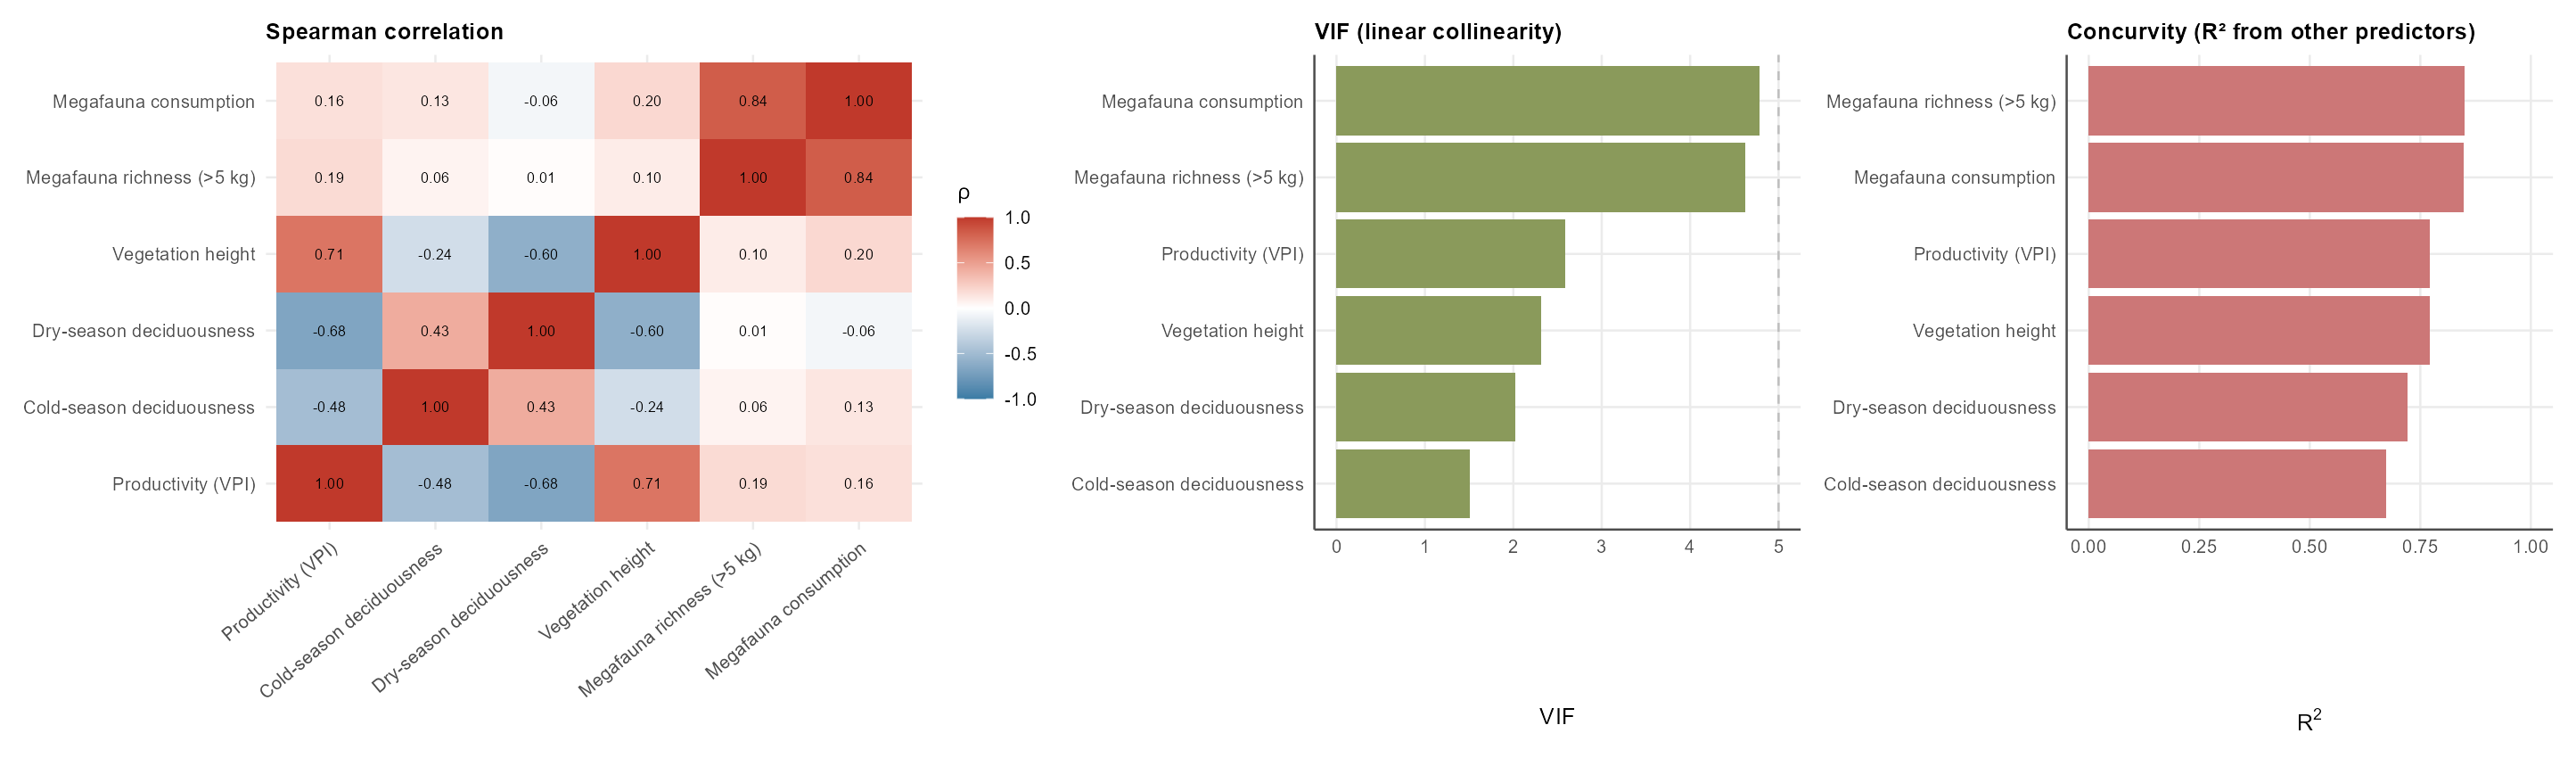 Spearman correlation
Megafauna consumption 0.16 0.13 -0.06 0.20 0.84 1.00
Megafauna richness (>5 kg) 0.19 0.06 0.01 0.10 1.00 0.84
Vegetation height 0.71 -0.24 -0.60 1.00 0.10 0.20
Dry-season deciduousness -0.68 0.43 1.00 -0.60 0.01 -0.06
Cold-season deciduousness -0.48 1.00 0.43 -0.24 0.06 0.13
Productivity (VPI) 1.00 -0.48 -0.68 0.71 0.19 0.16
Productivity (VPI)
Cold-season deciduousness
Dry-season deciduousness
Vegetation height
Megafauna richness (>5 kg)
Megafauna consumption
ρ
1.0
0.5
0.0
-0.5
-1.0
VIF (linear collinearity)
Megafauna consumption
Megafauna richness (>5 kg)
Productivity (VPI)
Vegetation height
Dry-season deciduousness
Cold-season deciduousness
0 1 2 3 4 5
VIF
Concurvity (R² from other predictors)
Megafauna richness (>5 kg)
Megafauna consumption
Productivity (VPI)
Vegetation height
Dry-season deciduousness
Cold-season deciduousness
0.00 0.25 0.50 0.75 1.00
R²